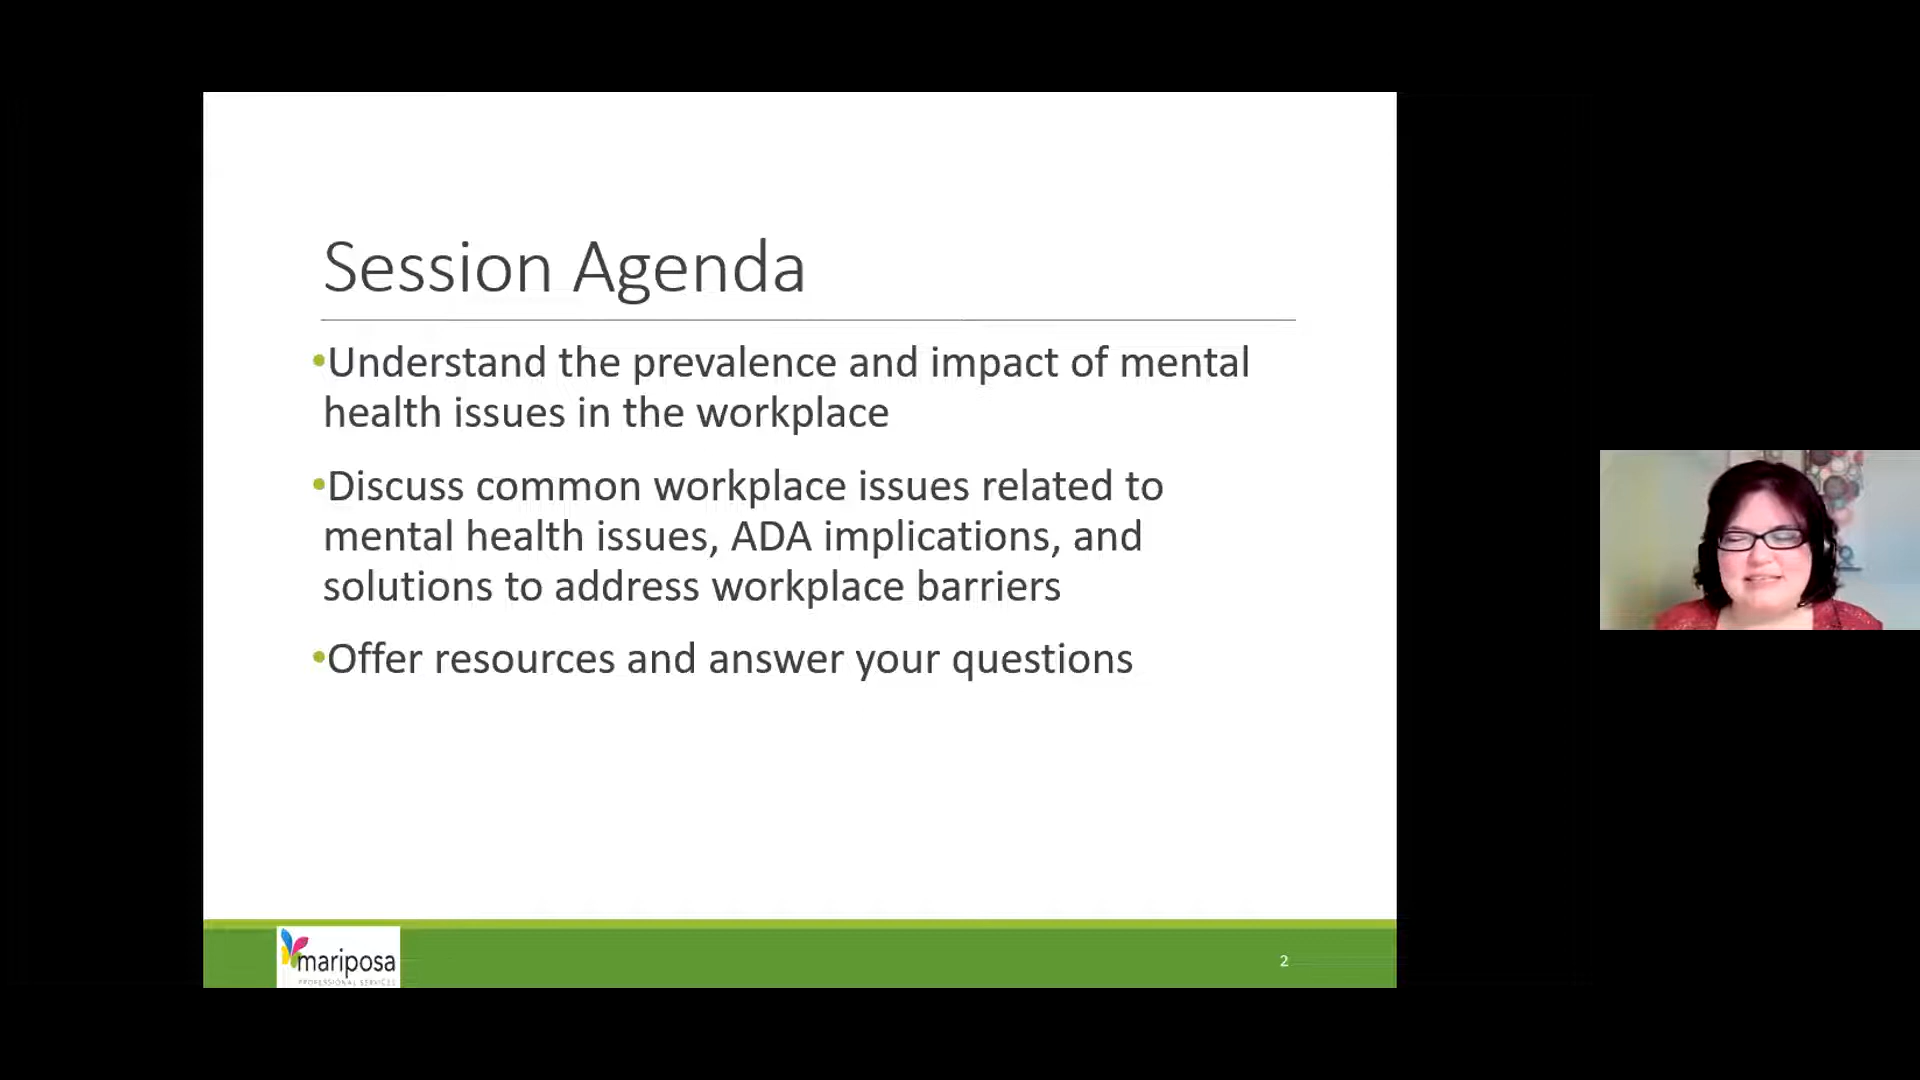 Session Agenda
•Understand the prevalence and impact of mental
health issues in the workplace
•Discuss common workplace issues related to
mental health issues, ADA implications, and
solutions to address workplace barriers
•Offer resources and answer your questions
mariposa
PROFESSIONAL SERVICES
2